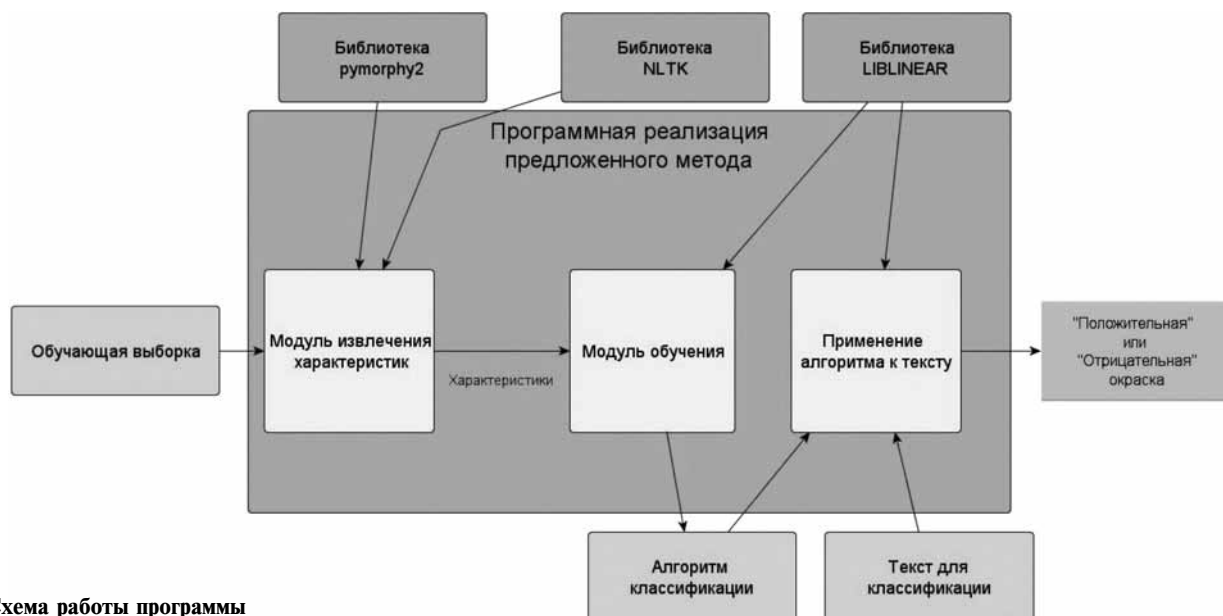 Библиотека
pymorphy2
Библиотека
NLTK
Библиотека
LIBLINEAR
Программная реализация
предложенного метода
Обучающая выборка
Модуль извлечения
характеристик
Характеристики
Модуль обучения
Применение
алгоритма к тексту
"Положительная"
или
"Отрицательная"
окраска
Алгоритм
классификации
Текст для
классификации
хема работы программы